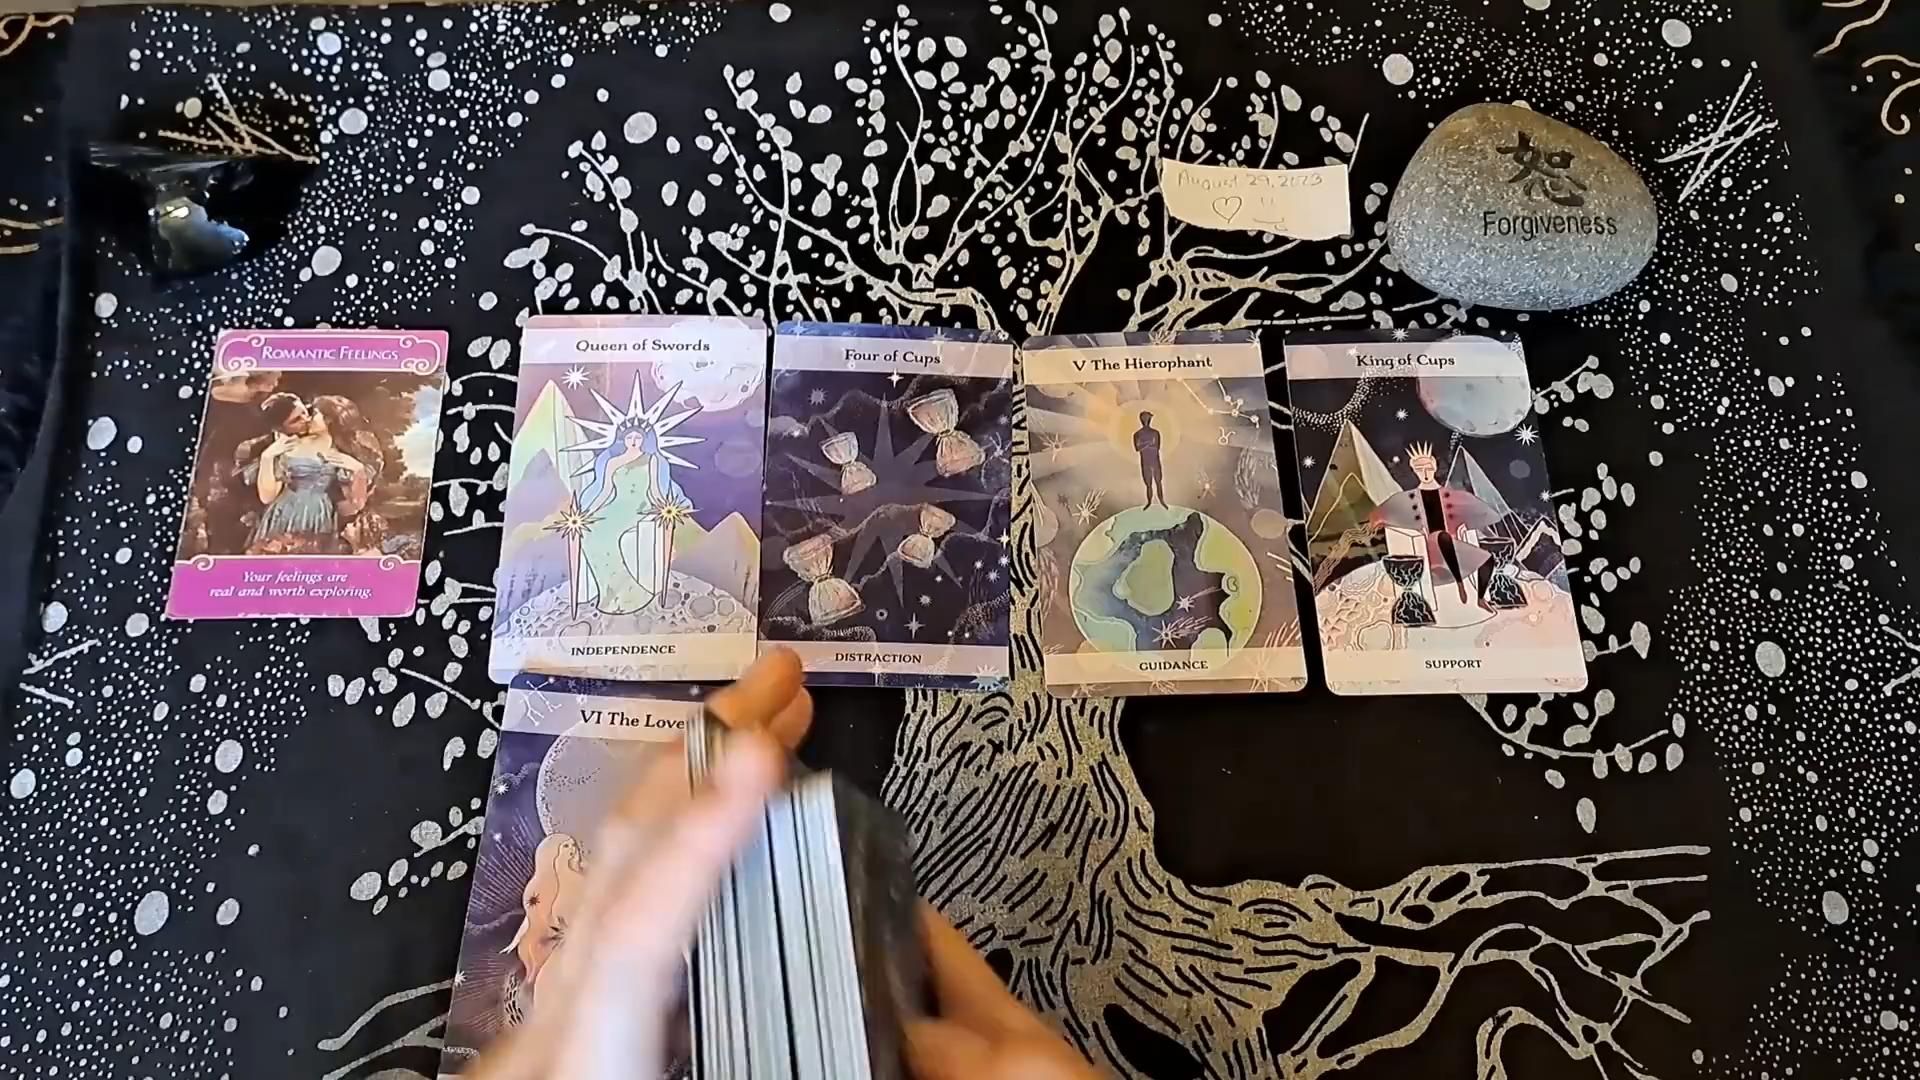 August 29, 2023
恕
Forgiveness
ROMANTIC FEELINGS
Your feelings are
real and worth exploring.
Queen of Swords
INDEPENDENCE
Four of Cups
DISTRACTION
V The Hierophant
GUIDANCE
King of Cups
SUPPORT
VI The Love